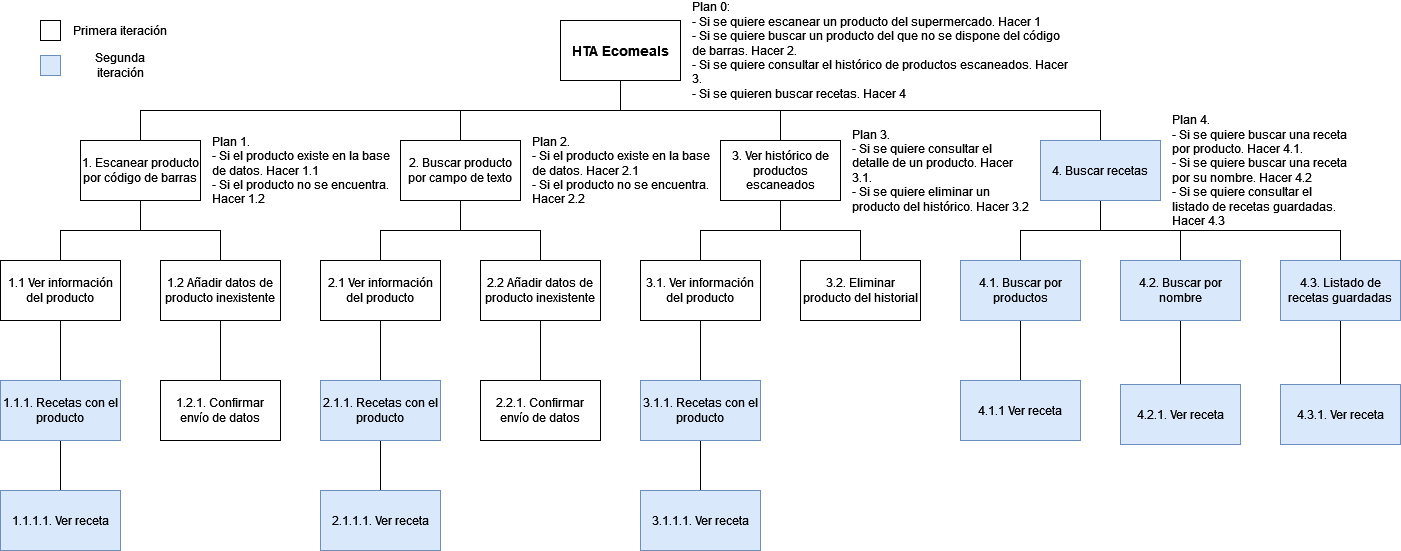 Primera iteración
Segunda
iteración
HTA Ecomeals
Plan 0:
- Si se quiere escanear un producto del supermercado. Hacer 1
- Si se quiere buscar un producto del que no se dispone del código
de barras. Hacer 2.
- Si se quiere consultar el histórico de productos escaneados. Hacer
3.
- Si se quieren buscar recetas. Hacer 4
1. Escanear producto
por código de barras
Plan 1.
- Si el producto existe en la base
de datos. Hacer 1.1
- Si el producto no se encuentra.
Hacer 1.2
2. Buscar producto
por campo de texto
Plan 2.
- Si el producto existe en la base
de datos. Hacer 2.1
- Si el producto no se encuentra.
Hacer 2.2
3. Ver histórico de
productos
escaneados
Plan 3.
- Si se quiere consultar el
detalle de un producto. Hacer
3.1.
- Si se quiere eliminar un
producto del histórico. Hacer 3.2
4. Buscar recetas
Plan 4.
- Si se quiere buscar una receta
por producto. Hacer 4.1.
- Si se quiere buscar una receta
por su nombre. Hacer 4.2
- Si se quiere consultar el
listado de recetas guardadas.
Hacer 4.3
1.1 Ver información
del producto
1.2 Añadir datos de
producto inexistente
2.1 Ver información
del producto
2.2 Añadir datos de
producto inexistente
3.1. Ver información
del producto
3.2. Eliminar
producto del historial
4.1. Buscar por
productos
4.2. Buscar por
nombre
4.3. Listado de
recetas guardadas
1.1.1. Recetas con el
producto
1.2.1. Confirmar
envío de datos
2.1.1. Recetas con el
producto
2.2.1. Confirmar
envío de datos
3.1.1. Recetas con el
producto
4.1.1 Ver receta
4.2.1. Ver receta
4.3.1. Ver receta
1.1.1.1. Ver receta
2.1.1.1. Ver receta
3.1.1.1. Ver receta